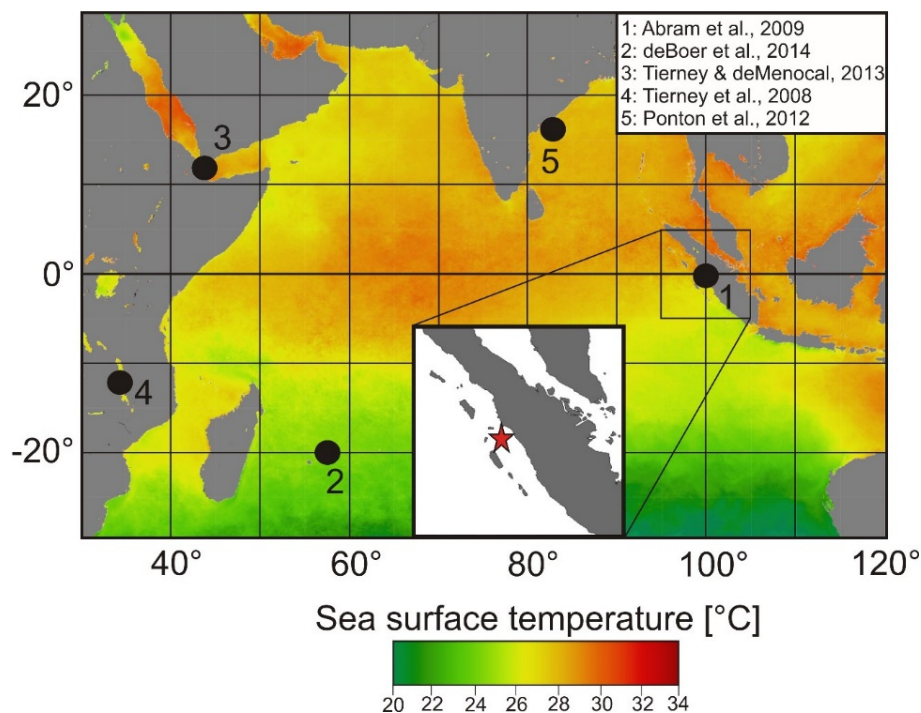 1: Abram et al., 2009
2: deBoer et al., 2014
3: Tierney & deMenocal, 2013
4: Tierney et al., 2008
5: Ponton et al., 2012
20°
3
5
0°
1
4
-20°
2
40° 60° 80° 100° 120°
Sea surface temperature [°C]
20 22 24 26 28 30 32 34